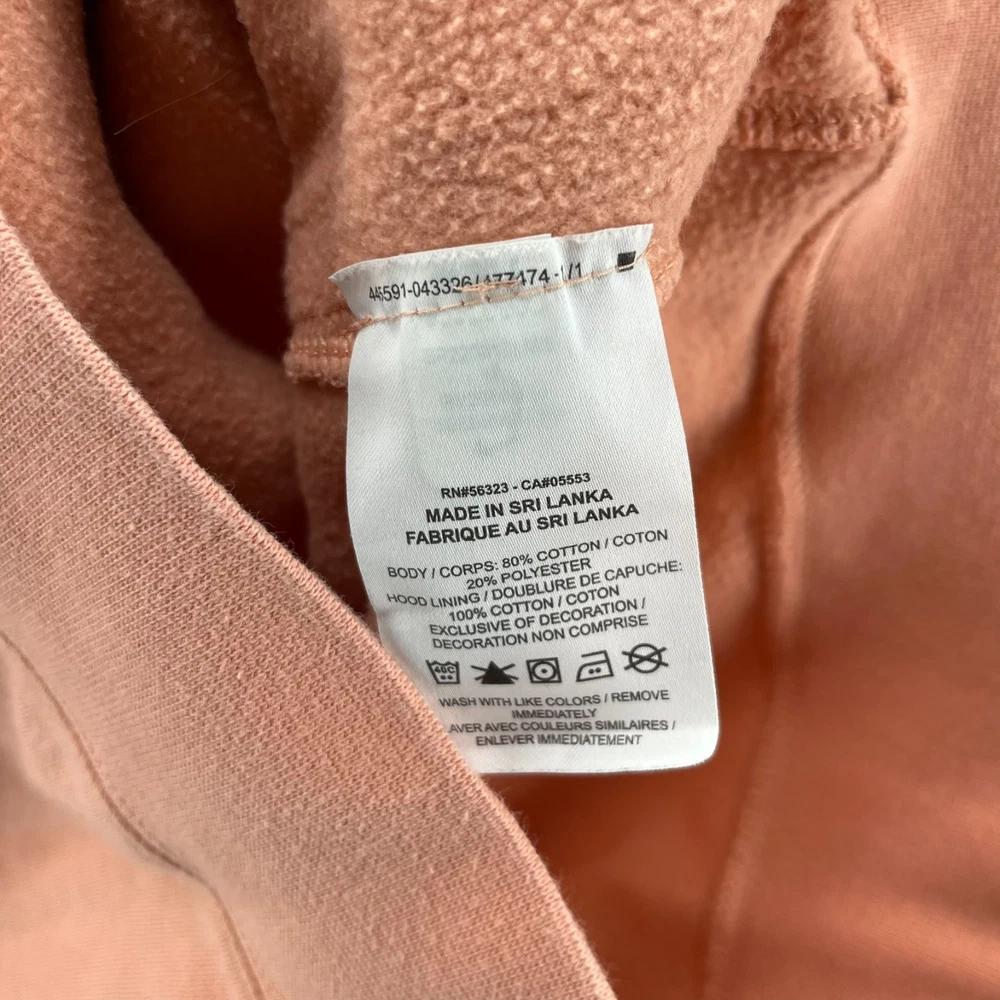 RN#56323 - CA#05553
MADE IN SRI LANKA
FABRIQUE AU SRI LANKA
BODY / CORPS: 80% COTTON / COTON
20% POLYESTER
HOOD LINING / DOUBLURE DE CAPUCHE:
100% COTTON / COTON
EXCLUSIVE OF DECORATION /
DECORATION NON COMPRISE
40C
WASH WITH LIKE COLORS / REMOVE
IMMEDIATELY
AVER AVEC COULEURS SIMILAIRES /
ENLEVER IMMEDIATEMENT